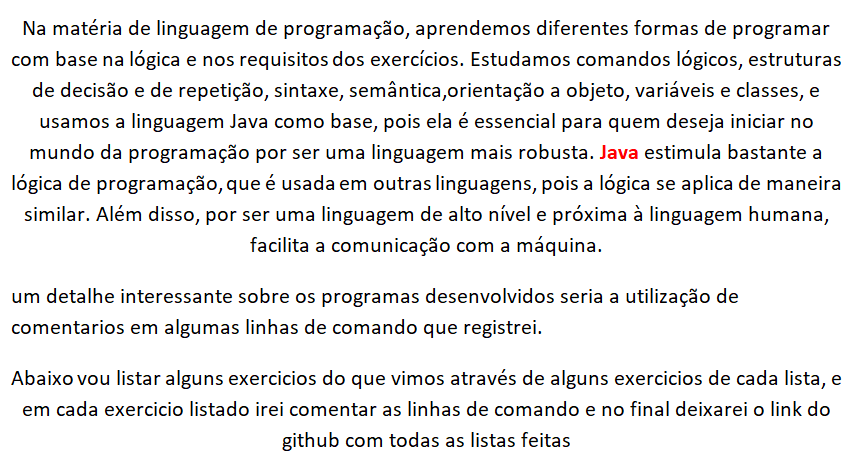 Na matéria de linguagem de programação, aprendemos diferentes formas de programar
com base na lógica e nos requisitos dos exercícios. Estudamos comandos lógicos, estruturas
de decisão e de repetição, sintaxe, semântica,orientação a objeto, variáveis e classes, e
usamos a linguagem Java como base, pois ela é essencial para quem deseja iniciar no
mundo da programação por ser uma linguagem mais robusta. Java estimula bastante a
lógica de programação, que é usada em outras linguagens, pois a lógica se aplica de maneira
similar. Além disso, por ser uma linguagem de alto nível e próxima à linguagem humana,
facilita a comunicação com a máquina.
um detalhe interessante sobre os programas desenvolvidos seria a utilização de
comentarios em algumas linhas de comando que registrei.
Abaixo vou listar alguns exercicios do que vimos através de alguns exercicios de cada lista, e
em cada exercicio listado irei comentar as linhas de comando e no final deixarei o link do
github com todas as listas feitas